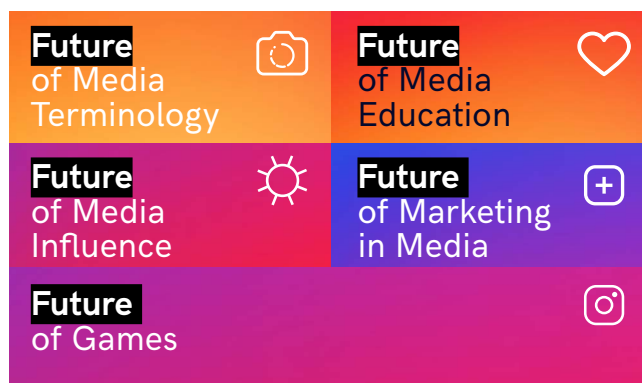 Future
of Media
Terminology
Future
of Media
Education
Future
of Media
Influence
Future
of Marketing
in Media
Future
of Games